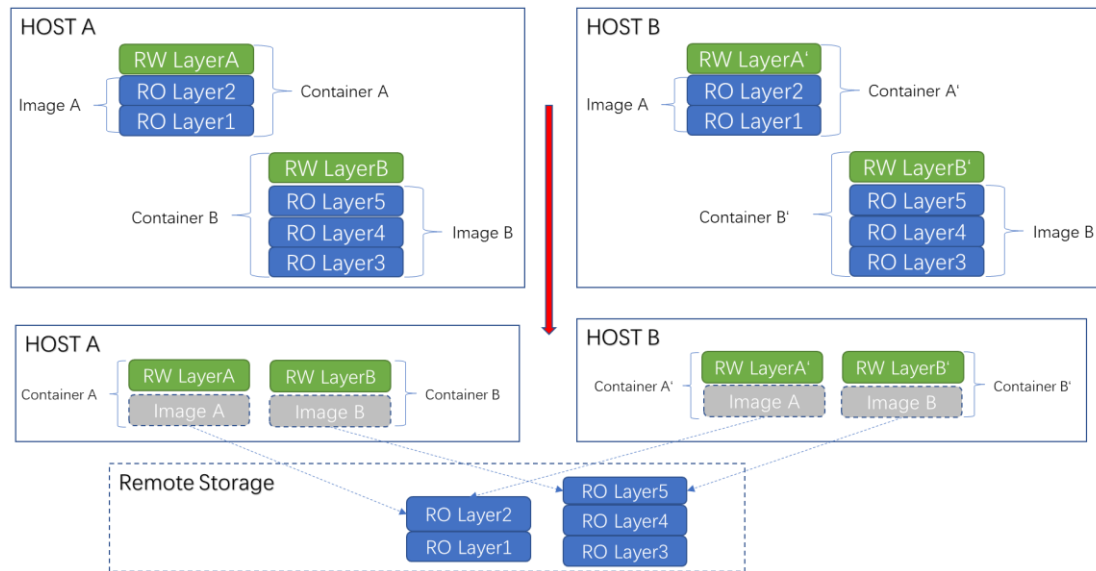 HOST A
RW LayerA
RO Layer2
RO Layer1
Image A
Container A
RW LayerB
RO Layer5
RO Layer4
RO Layer3
Container B
Image B
HOST B
RW LayerA‘
RO Layer2
RO Layer1
Image A
Container A’
RW LayerB‘
RO Layer5
RO Layer4
RO Layer3
Container B‘
Image B
HOST A
Container A
RW LayerA
Image A
RW LayerB
Image B
Container B
HOST B
Container A‘
RW LayerA‘
Image A
RW LayerB‘
Image B
Container B‘
Remote Storage
RO Layer2
RO Layer1
RO Layer5
RO Layer4
RO Layer3